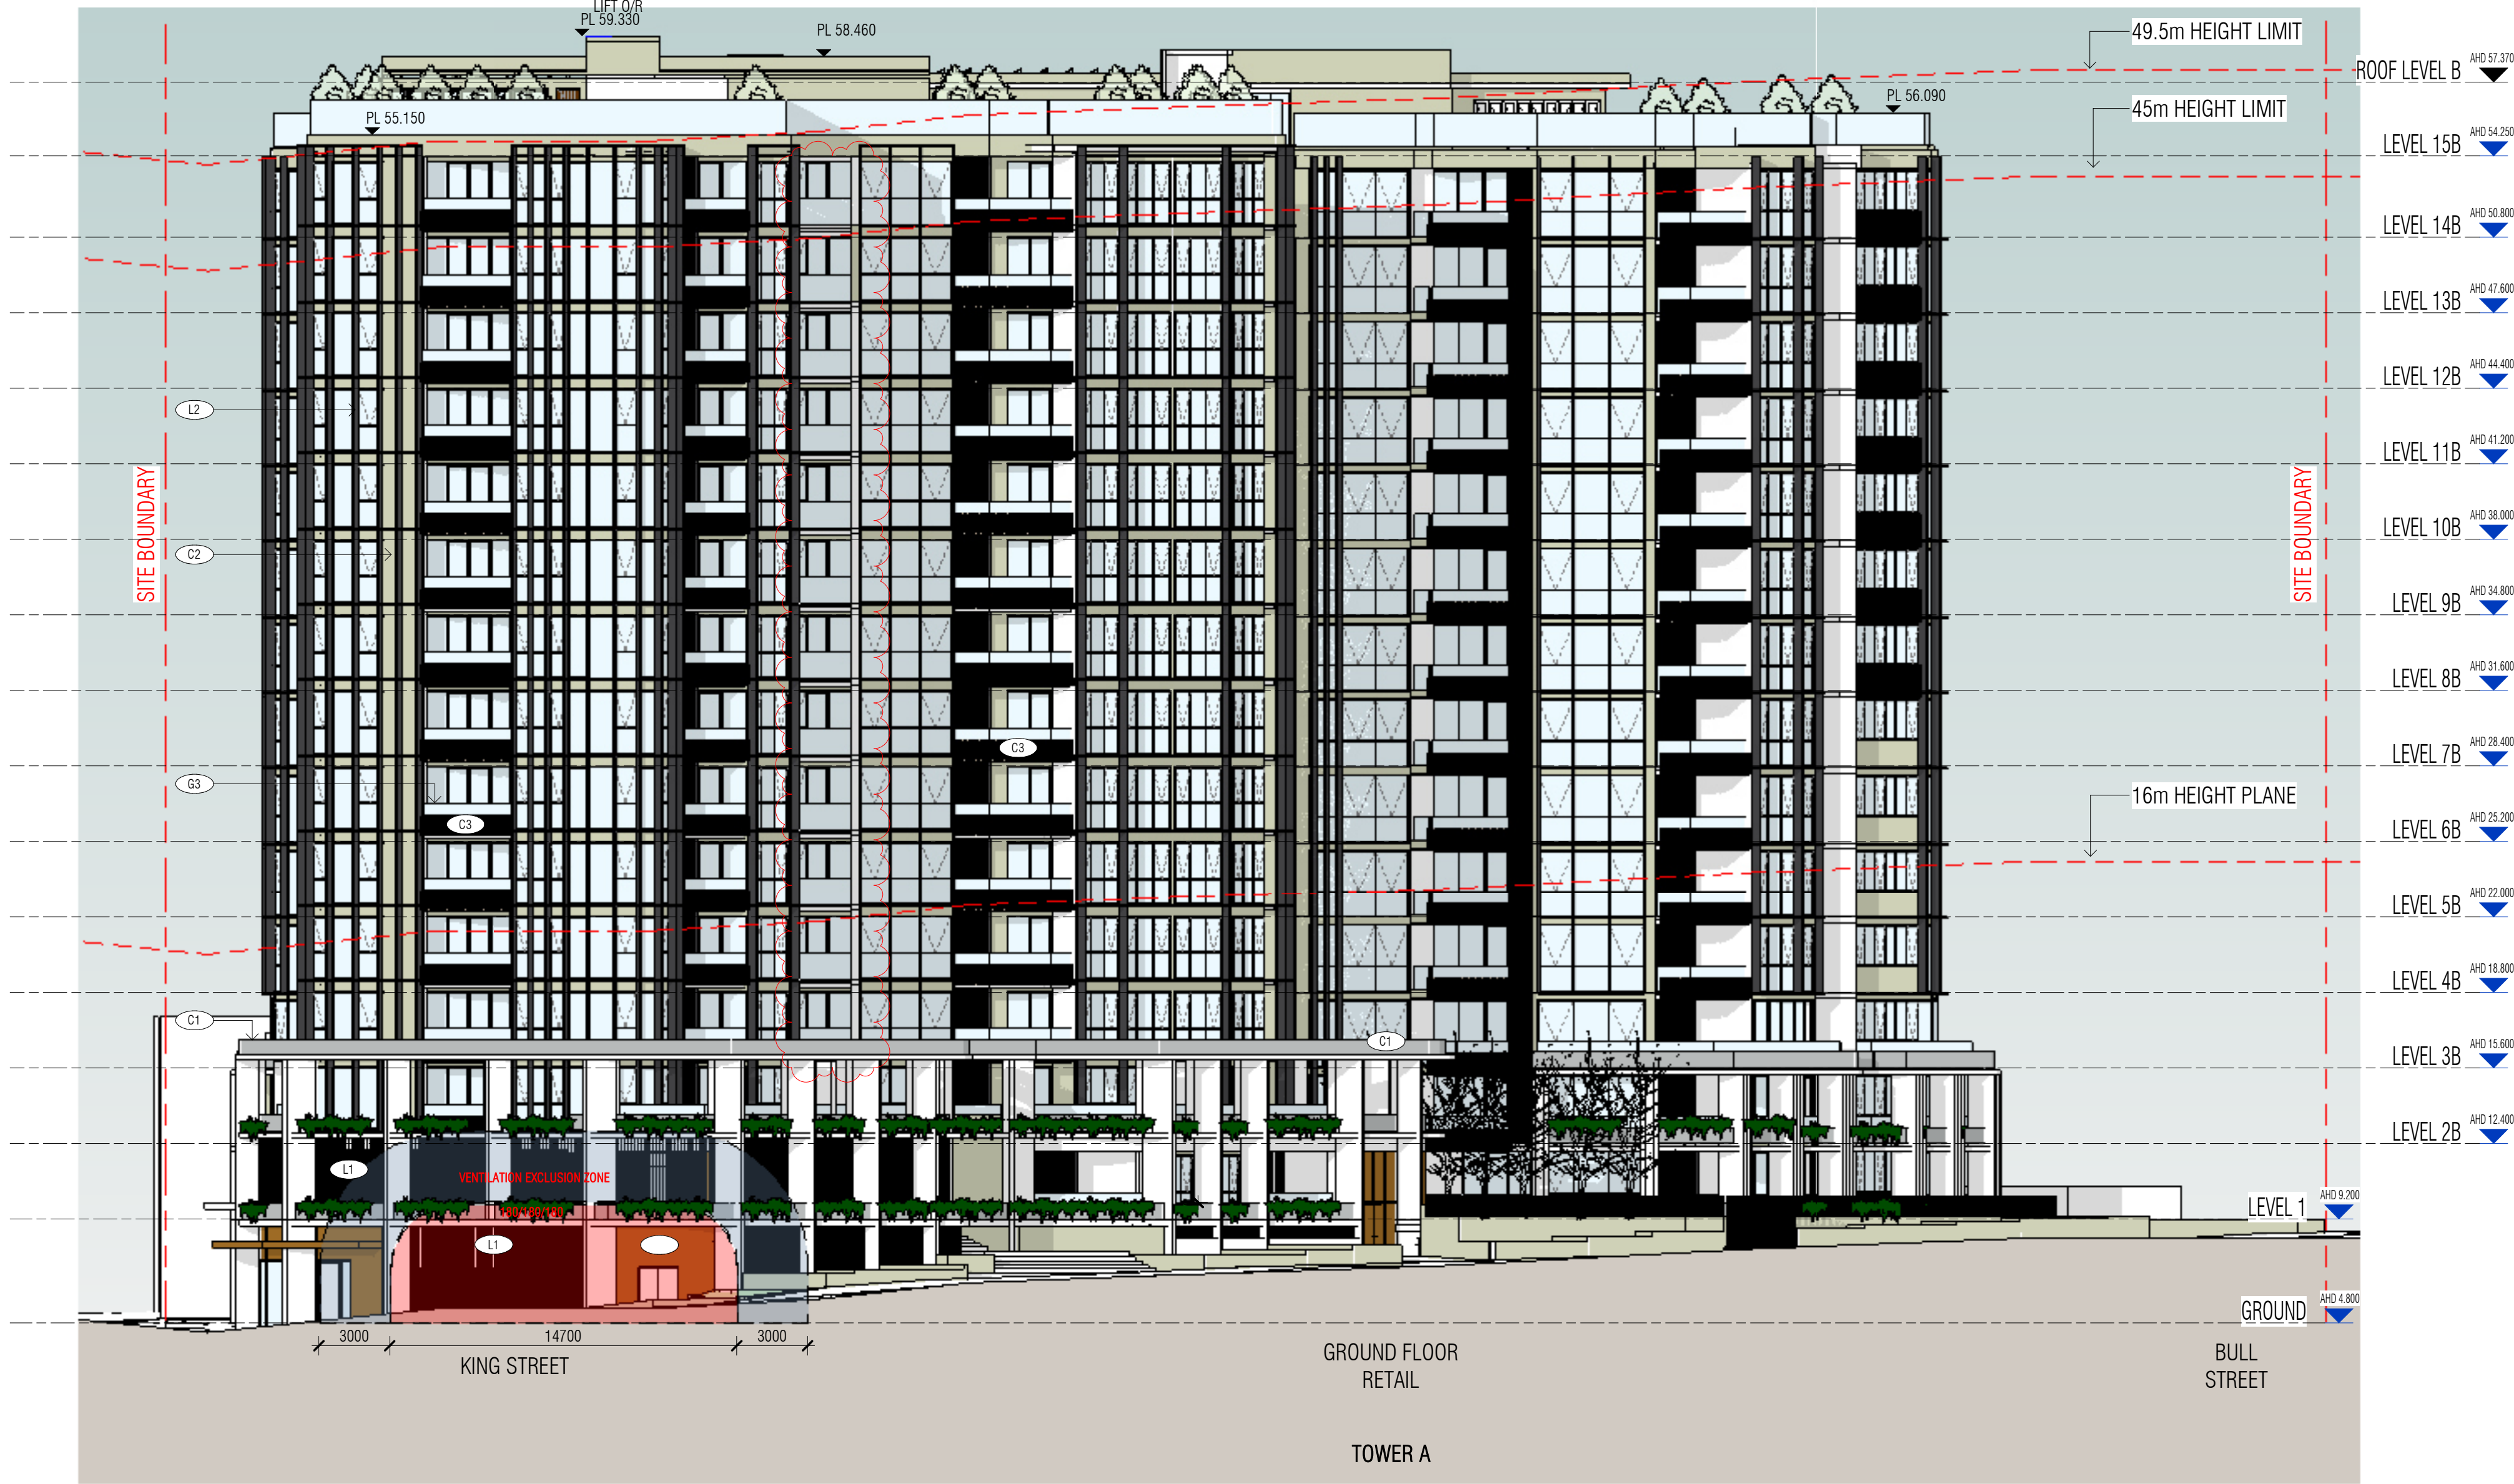 LIFT O/R
PL 59.330
PL 58.460
49.5m HEIGHT LIMIT
ROOF LEVEL B
AHD 57.370
PL 56.090
45m HEIGHT LIMIT
PL 55.150
LEVEL 15B
AHD 54.250
LEVEL 14B
AHD 50.800
LEVEL 13B
AHD 47.600
LEVEL 12B
AHD 44.400
L2
LEVEL 11B
AHD 41.200
SITE BOUNDARY
SITE BOUNDARY
LEVEL 10B
AHD 38.000
C2
LEVEL 9B
AHD 34.800
LEVEL 8B
AHD 31.600
C3
LEVEL 7B
AHD 28.400
G3
16m HEIGHT PLANE
C3
LEVEL 6B
AHD 25.200
LEVEL 5B
AHD 22.000
LEVEL 4B
AHD 18.800
C1
C1
LEVEL 3B
AHD 15.600
LEVEL 2B
AHD 12.400
L1
VENTILATION EXCLUSION ZONE
LEVEL 1
AHD 9.200
180/180/180
L1
GROUND
AHD 4.800
3000
14700
3000
KING STREET
GROUND FLOOR
RETAIL
BULL
STREET
TOWER A